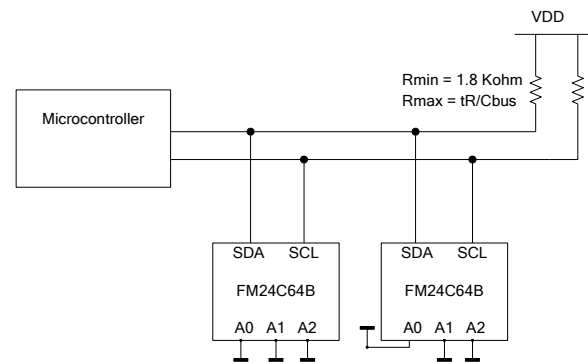 VDD
Rmin = 1.8 Kohm
Rmax = tR/Cbus
Microcontroller
SDA SCL
SDA SCL
FM24C64B
FM24C64B
A0 A1 A2
A0 A1 A2